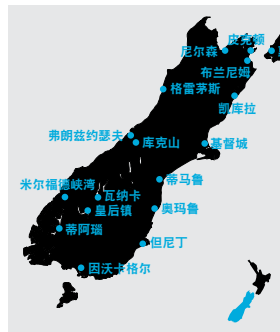 皮克顿
尼尔森
布兰尼姆
格雷茅斯
凯库拉
弗朗兹约瑟夫
库克山
基督城
蒂马鲁
米尔福德峡湾
瓦纳卡
皇后镇
奥玛鲁
蒂阿瑙
但尼丁
因沃卡格尔